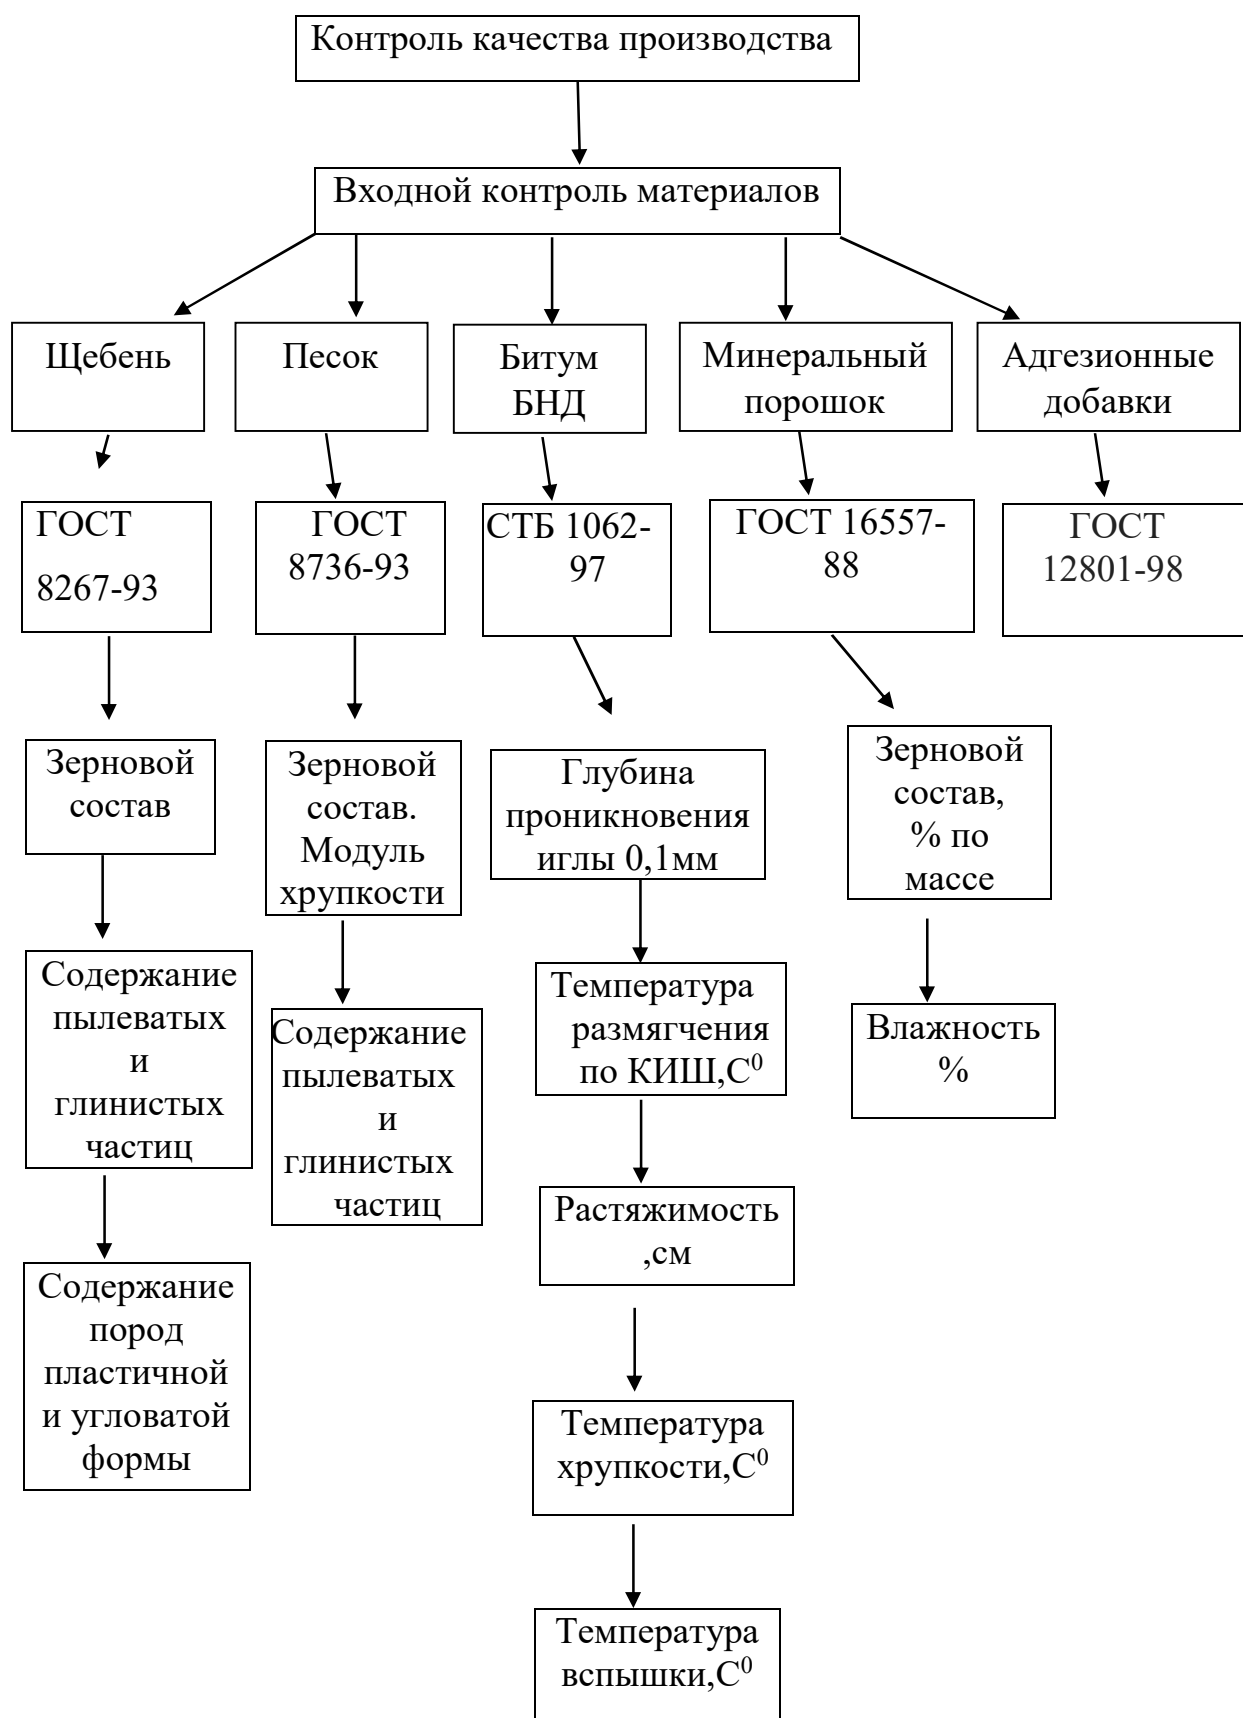 Контроль качества производства
Входной контроль материалов
Щебень
Песок
Битум
БНД
Минеральный
порошок
Адгезионные
добавки
ГОСТ
8267-93
ГОСТ
8736-93
СТБ 1062-
97
ГОСТ 16557-
88
ГОСТ
12801-98
Зерновой
состав
Зерновой
состав.
Модуль
хрупкости
Глубина
проникновения
иглы 0,1мм
Зерновой
состав,
% по
массе
Содержание
пылеватых
и
глинистых
частиц
Содержание
пылеватых
и
глинистых
частиц
Температура
размягчения
по КИШ,С⁰
Влажность
%
Растяжимость
,см
Содержание
пород
пластичной
и угловатой
формы
Температура
хрупкости,С⁰
Температура
вспышки,С⁰